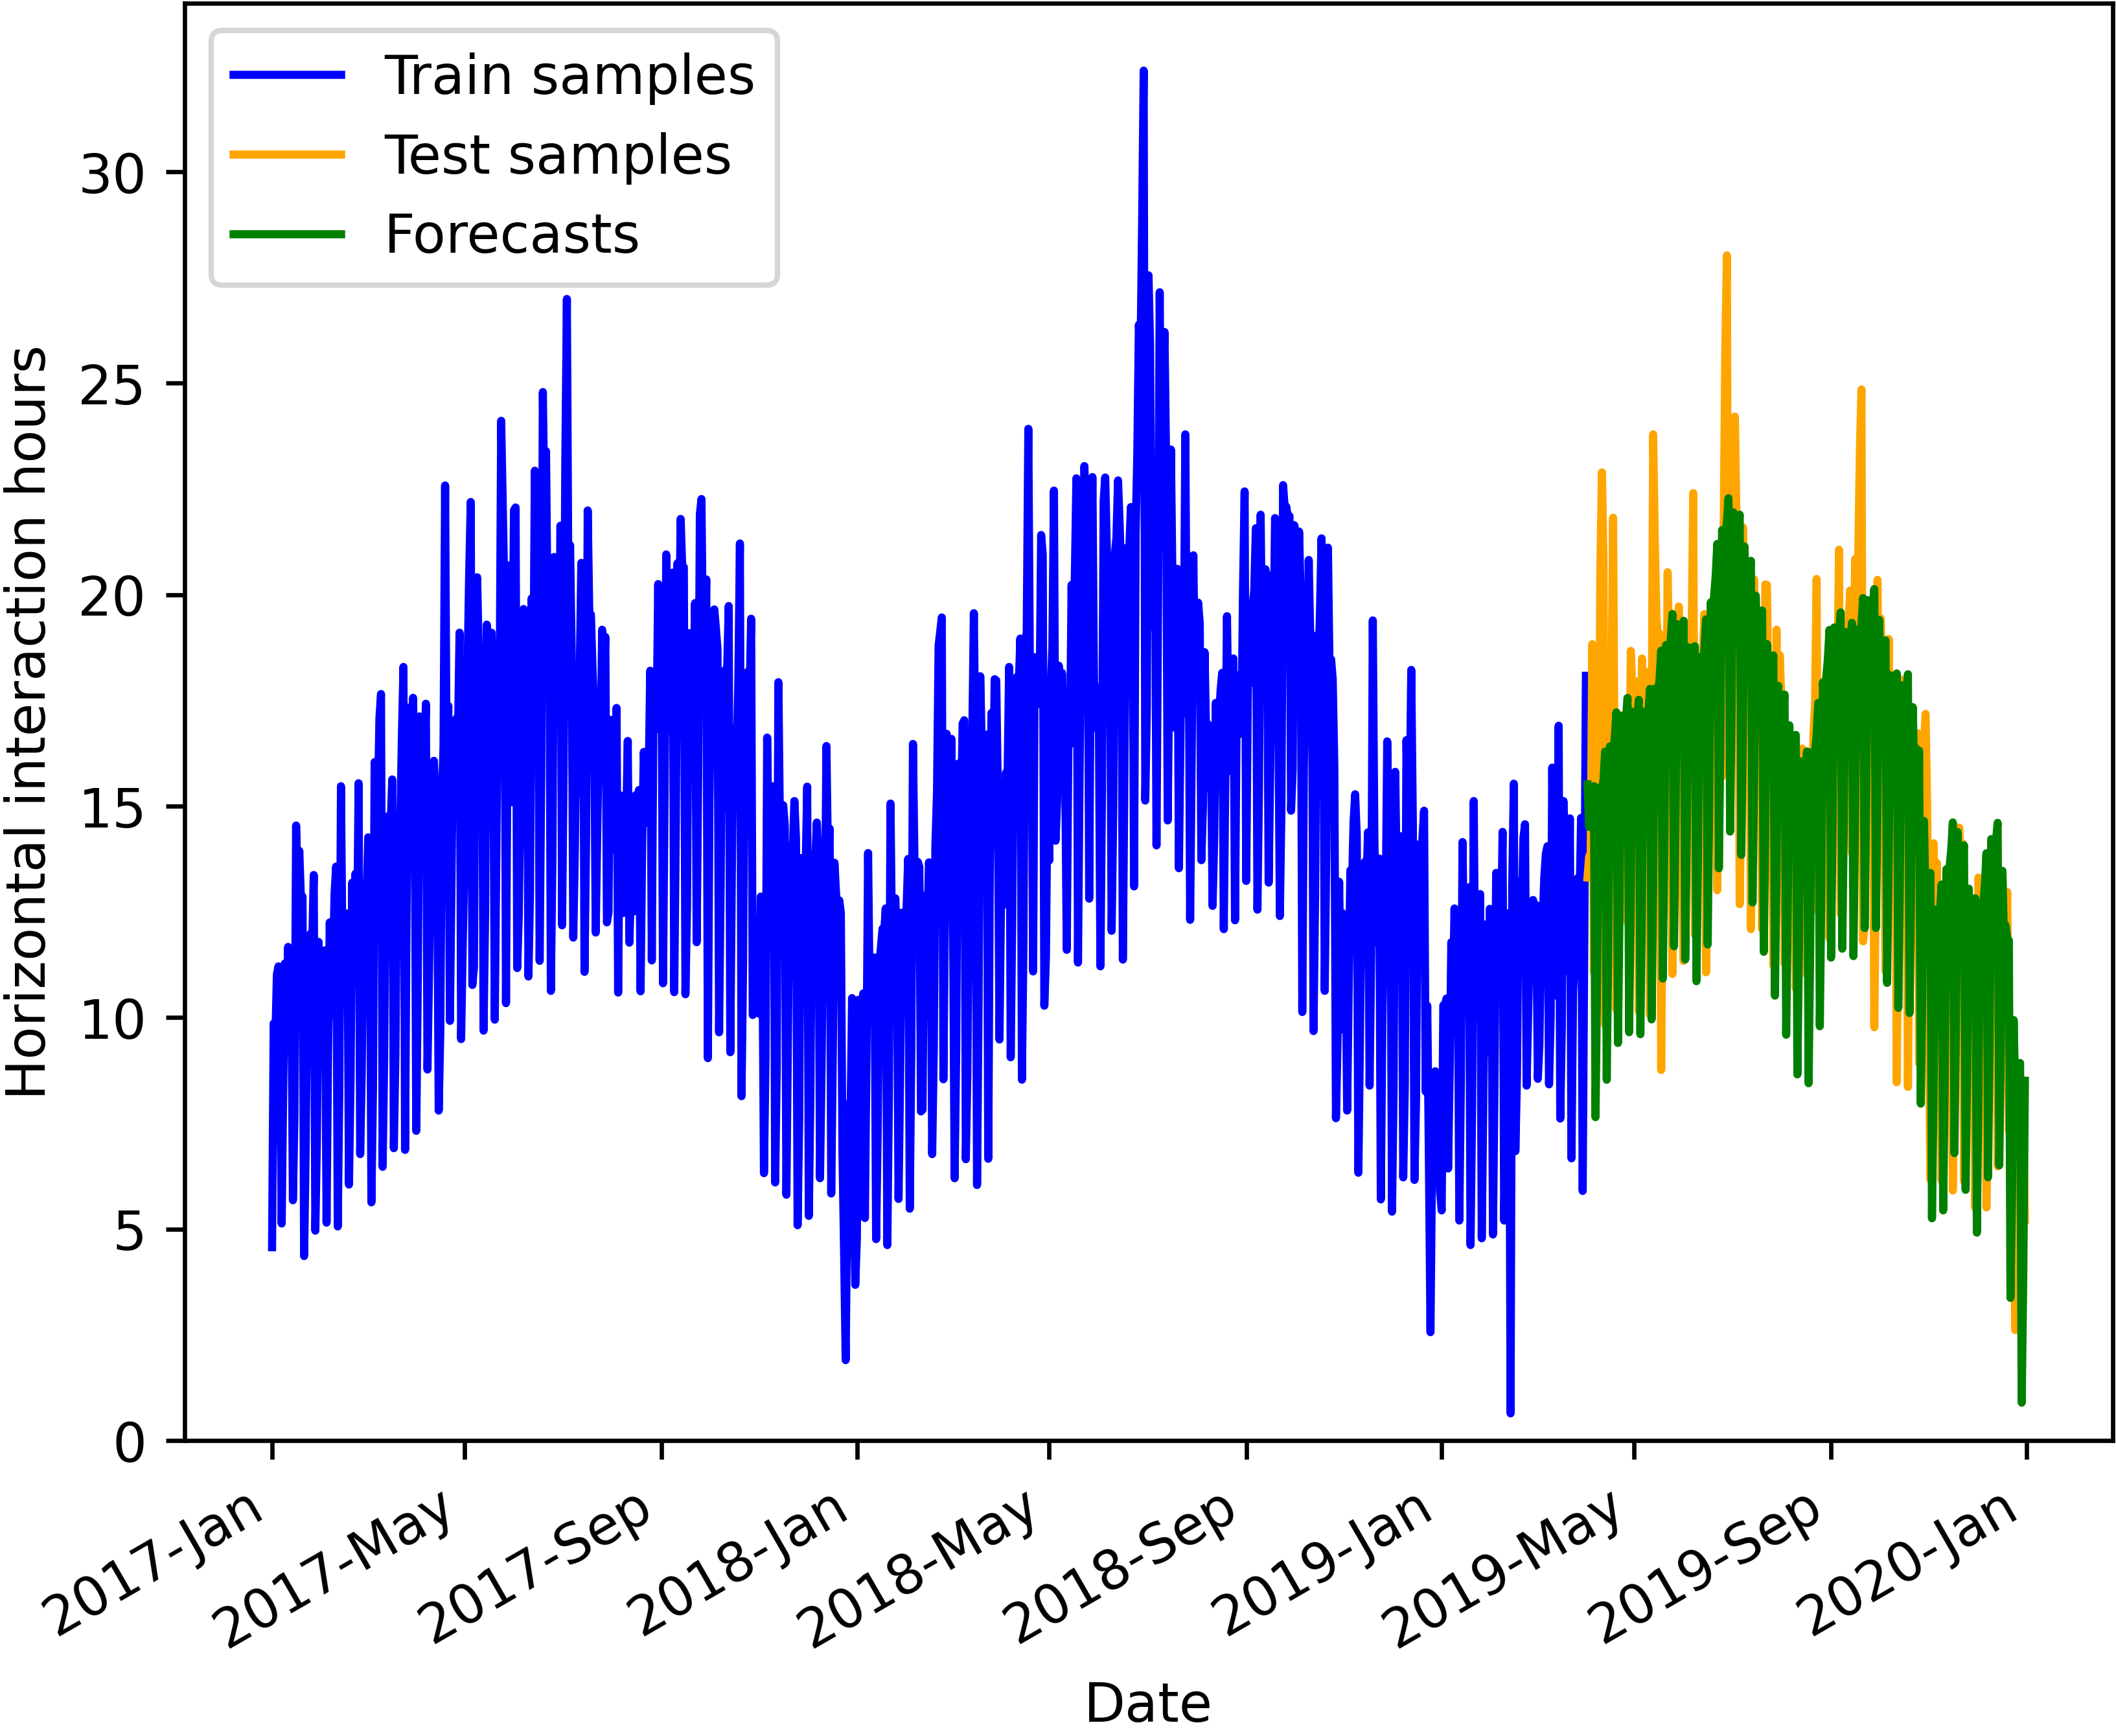 Train samples
Test samples
Forecasts
Horizontal interaction hours
30
25
20
15
10
5
0
2017-Jan
2017-May
2017-Sep
2018-Jan
2018-May
2018-Sep
2019-Jan
2019-May
2019-Sep
2020-Jan
Date